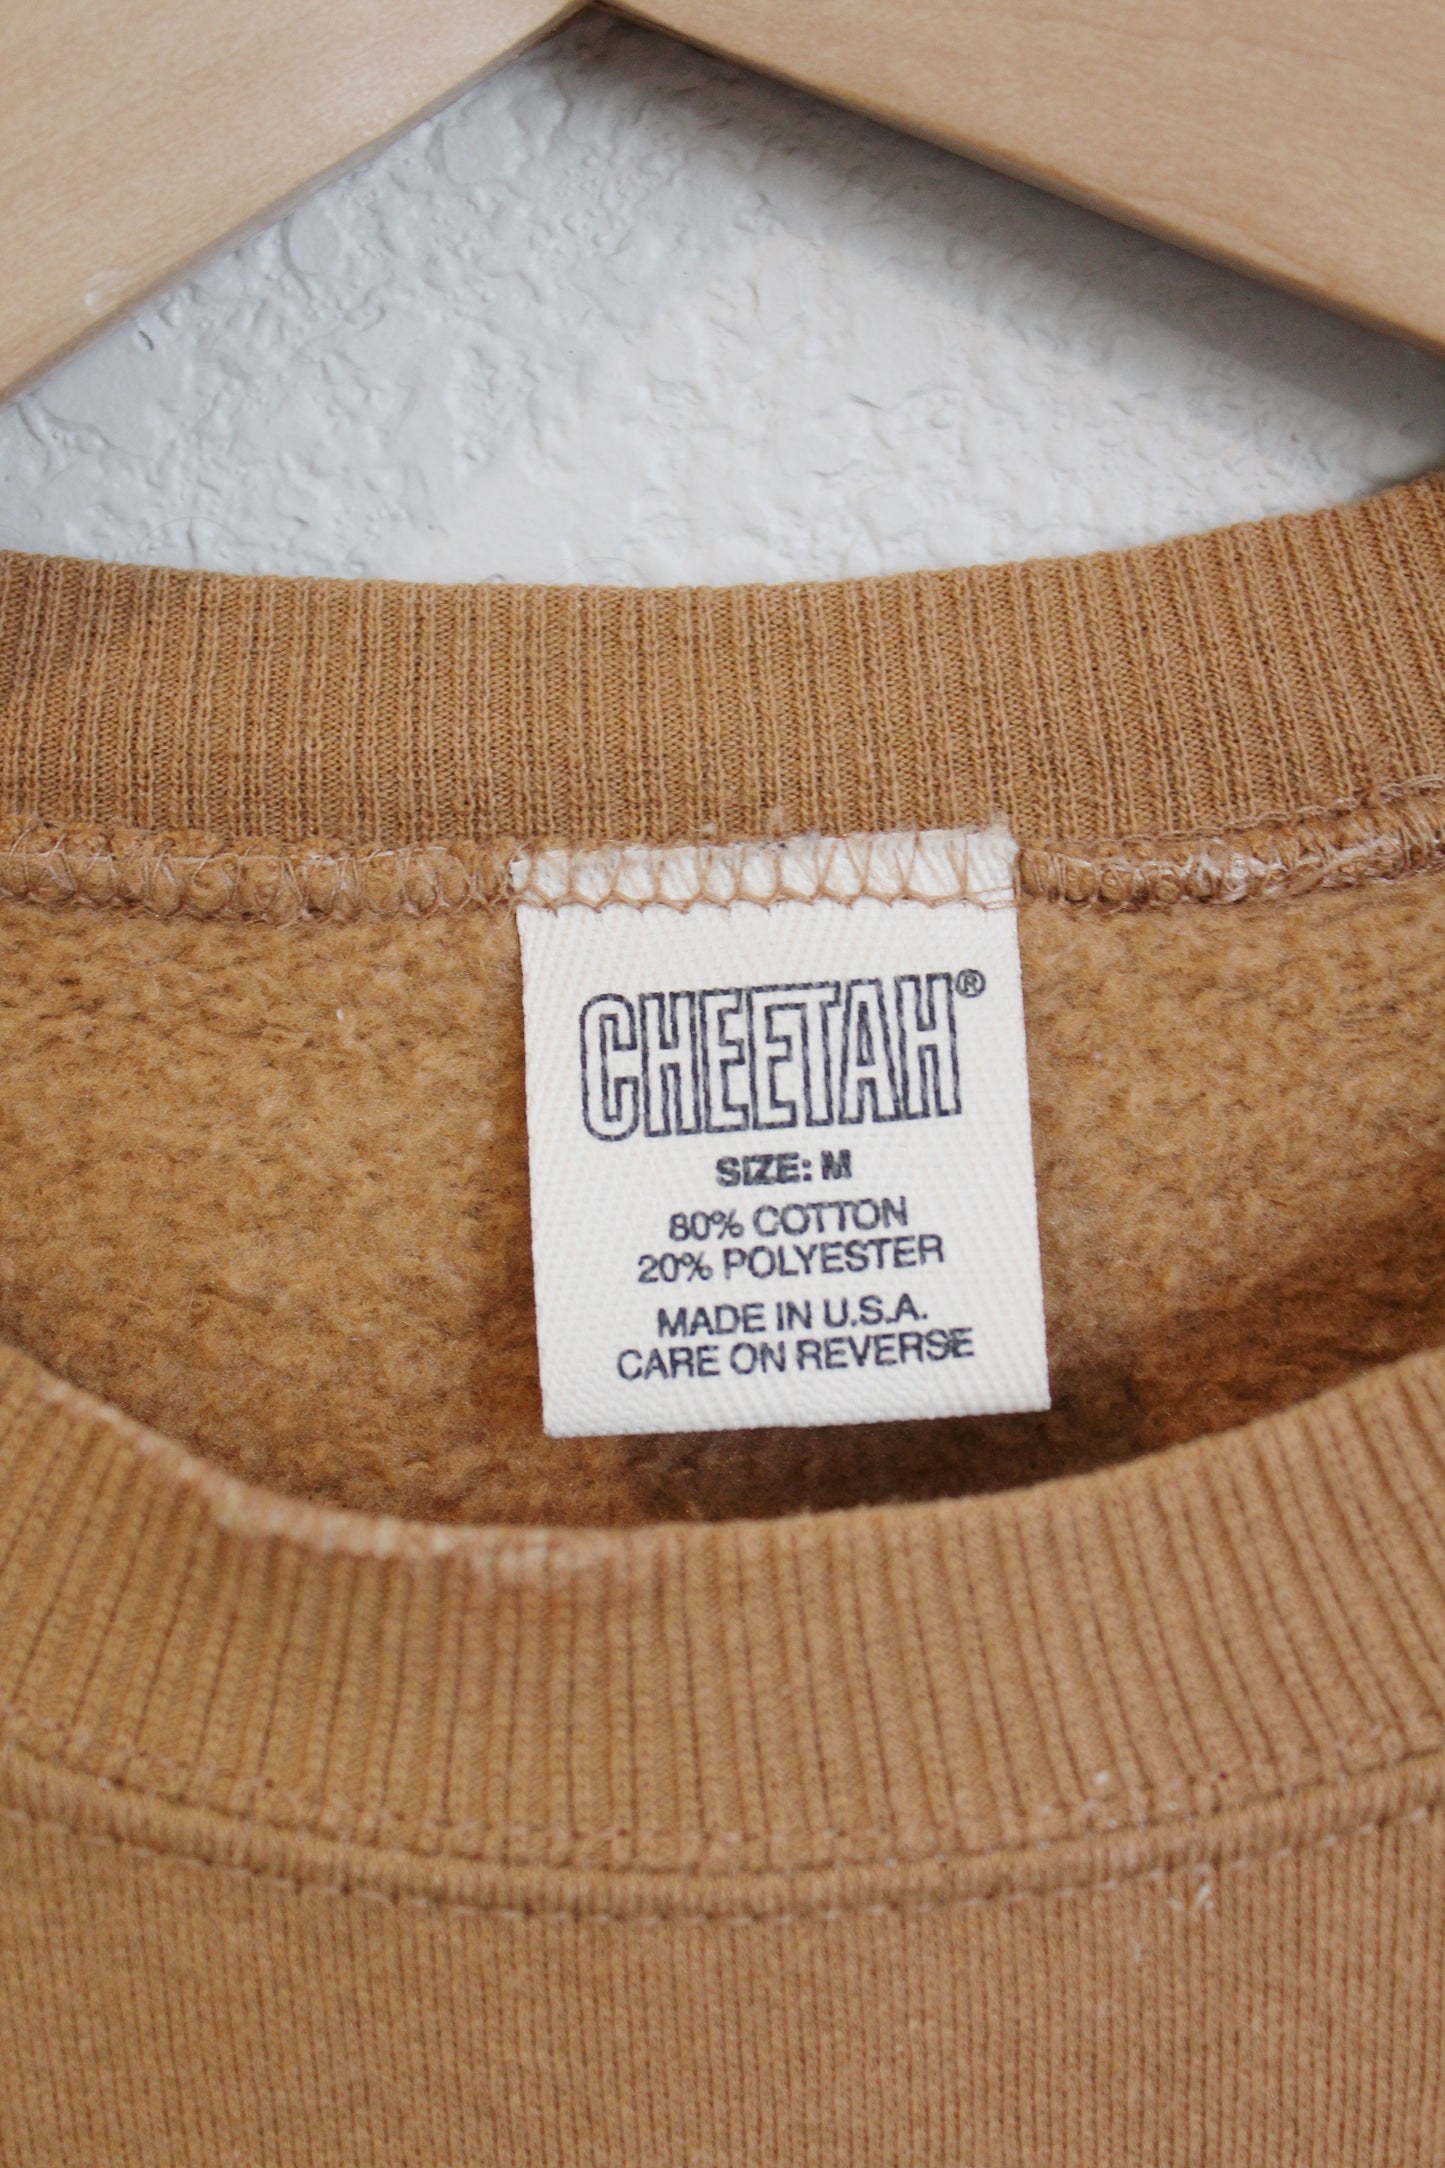 CHEETAH®
SIZE: M
80% COTTON
20% POLYESTER
MADE IN U.S.A.
CARE ON REVERSE